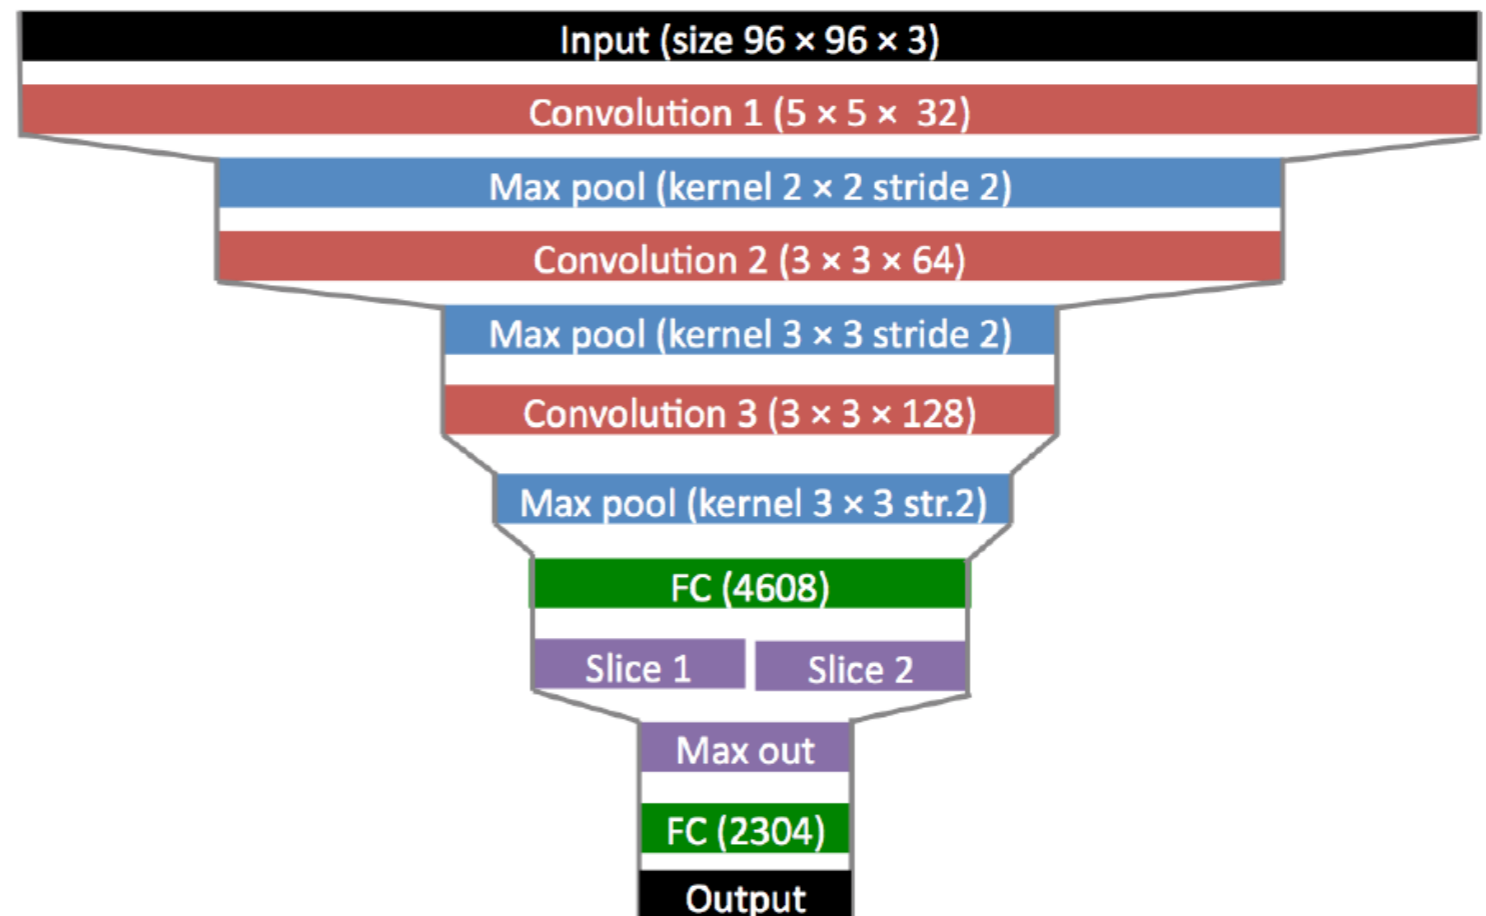 Input (size 96 × 96 × 3)
Convolution 1 (5 × 5 × 32)
Max pool (kernel 2 × 2 stride 2)
Convolution 2 (3 × 3 × 64)
Max pool (kernel 3 × 3 stride 2)
Convolution 3 (3 × 3 × 128)
Max pool (kernel 3 × 3 str.2)
FC (4608)
Slice 1 Slice 2
Max out
FC (2304)
Output